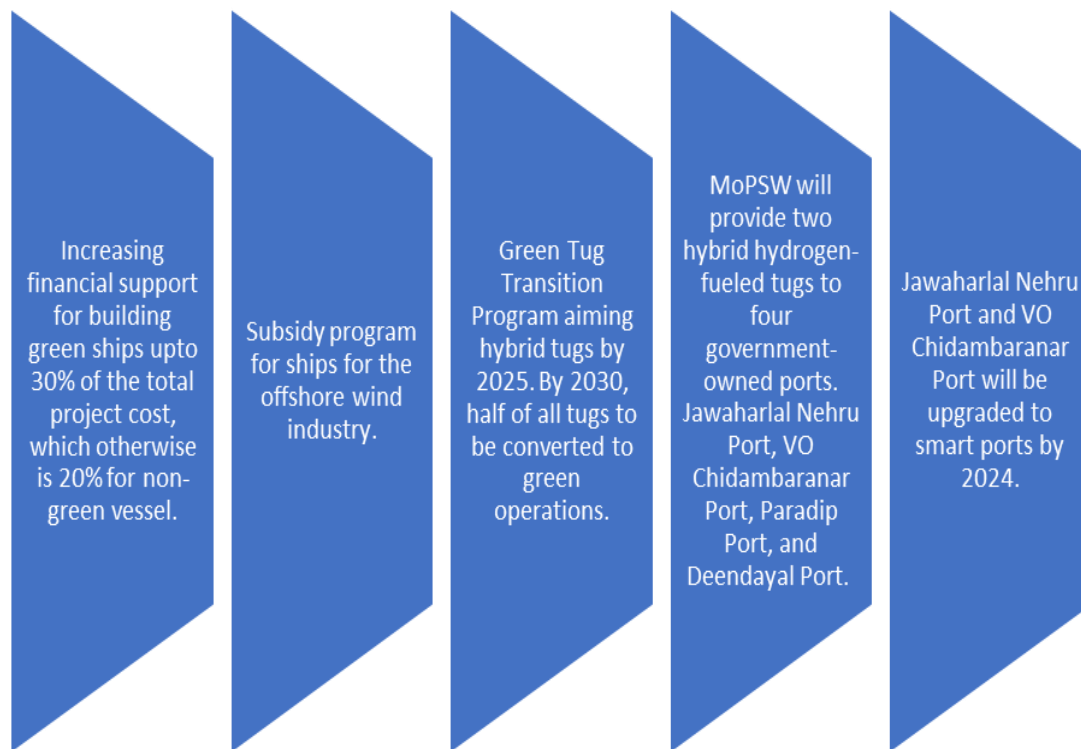 Increasing
financial support
for building
green ships upto
30% of the total
project cost,
which otherwise
is 20% for non-
green vessel.
Subsidy program
for ships for the
offshore wind
industry.
Green Tug
Transition
Program aiming
hybrid tugs by
2025. By 2030,
half of all tugs to
be converted to
green
operations.
MoPSW will
provide two
hybrid hydrogen-
fueled tugs to
four
government-
owned ports.
Jawaharlal Nehru
Port, VO
Chidambaranar
Port, Paradip
Port, and
Deendayal Port.
Jawaharlal Nehru
Port and VO
Chidambaranar
Port will be
upgraded to
smart ports by
2024.